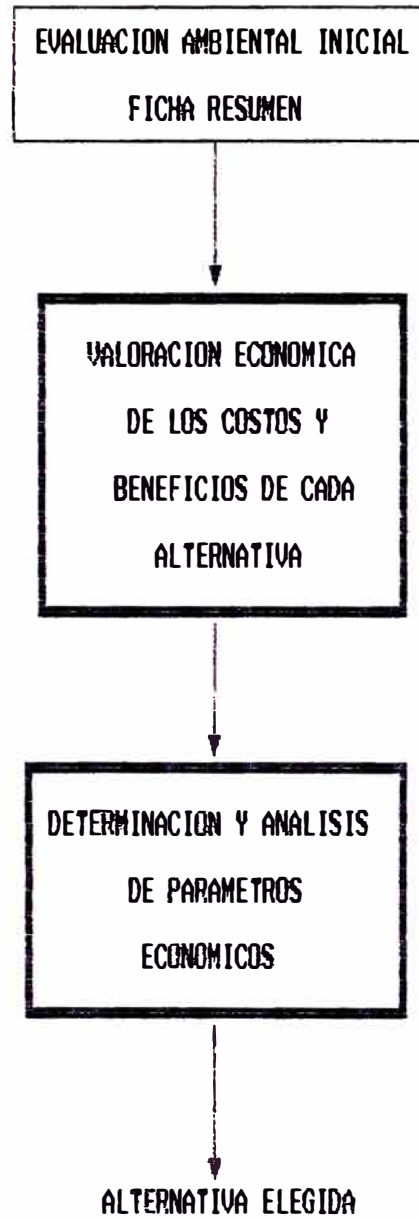 EVALUACION AMBIENTAL INICIAL
FICHA RESUMEN
VALORACION ECONOMICA
DE LOS COSTOS Y
BENEFICIOS DE CADA
ALTERNATIVA
DETERMINACION Y ANALISIS
DE PARAMETROS
ECONOMICOS
ALTERNATIVA ELEGIDA